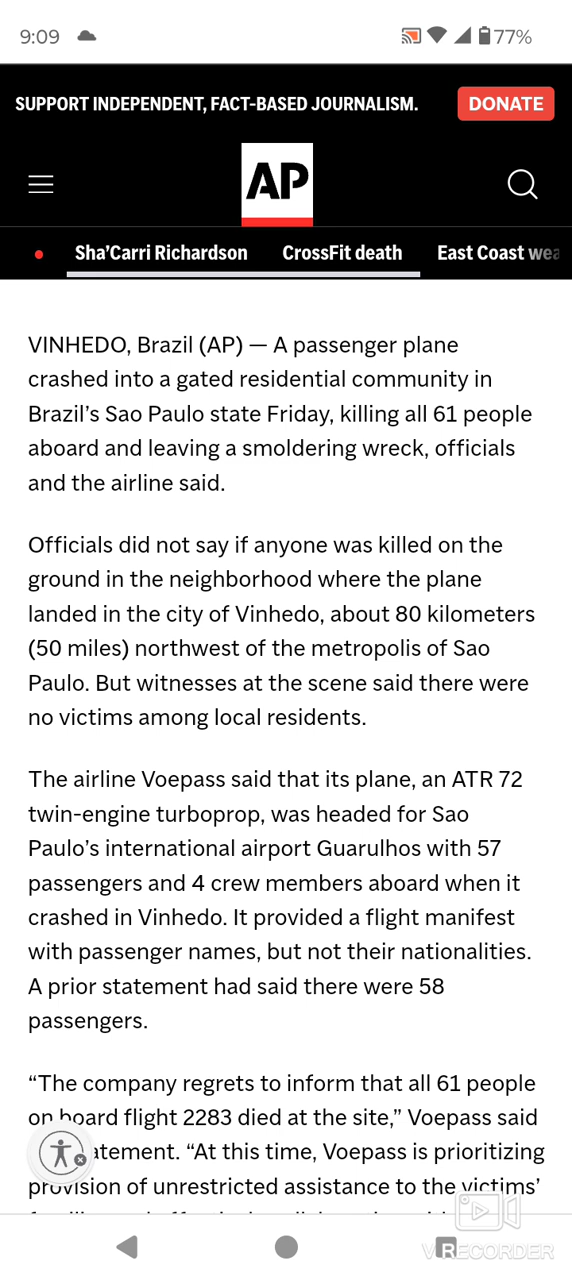 9:09
77%
SUPPORT INDEPENDENT, FACT-BASED JOURNALISM.
DONATE
AP
Sha’Carri Richardson
CrossFit death
East Coast wea
VINHEDO, Brazil (AP) — A passenger plane
crashed into a gated residential community in
Brazil’s Sao Paulo state Friday, killing all 61 people
aboard and leaving a smoldering wreck, officials
and the airline said.
Officials did not say if anyone was killed on the
ground in the neighborhood where the plane
landed in the city of Vinhedo, about 80 kilometers
(50 miles) northwest of the metropolis of Sao
Paulo. But witnesses at the scene said there were
no victims among local residents.
The airline Voepass said that its plane, an ATR 72
twin-engine turboprop, was headed for Sao
Paulo’s international airport Guarulhos with 57
passengers and 4 crew members aboard when it
crashed in Vinhedo. It provided a flight manifest
with passenger names, but not their nationalities.
A prior statement had said there were 58
passengers.
“The company regrets to inform that all 61 people
on board flight 2283 died at the site,” Voepass said
atement. “At this time, Voepass is prioritizing
provision of unrestricted assistance to the victims’
VRECORDER